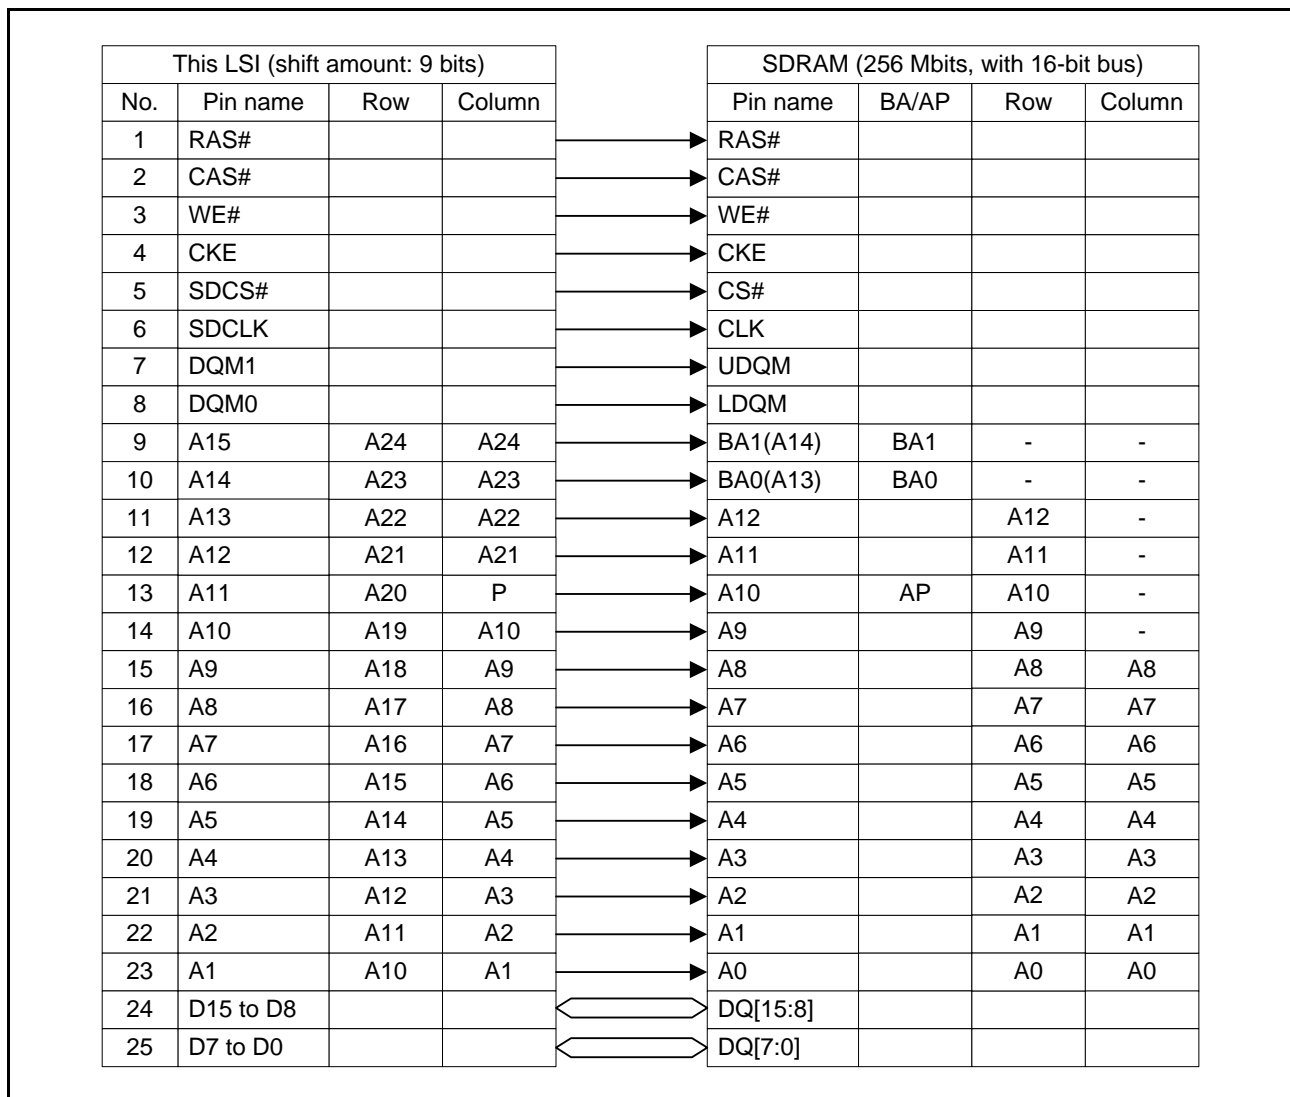 This LSI (shift amount: 9 bits) SDRAM (256 Mbits, with 16-bit bus)
No. Pin name Row Column Pin name BA/AP Row Column
1 RAS# RAS#
2 CAS# CAS#
3 WE# WE#
4 CKE CKE
5 SDCS# CS#
6 SDCLK CLK
7 DQM1 UDQM
8 DQM0 LDQM
9 A15 A24 A24 BA1(A14) BA1 - -
10 A14 A23 A23 BA0(A13) BA0 - -
11 A13 A22 A22 A12 A12 -
12 A12 A21 A21 A11 A11 -
13 A11 A20 P A10 AP A10 -
14 A10 A19 A10 A9 A9 -
15 A9 A18 A9 A8 A8 A8
16 A8 A17 A8 A7 A7 A7
17 A7 A16 A7 A6 A6 A6
18 A6 A15 A6 A5 A5 A5
19 A5 A14 A5 A4 A4 A4
20 A4 A13 A4 A3 A3 A3
21 A3 A12 A3 A2 A2 A2
22 A2 A11 A2 A1 A1 A1
23 A1 A10 A1 A0 A0 A0
24 D15 to D8 DQ[15:8]
25 D7 to D0 DQ[7:0]